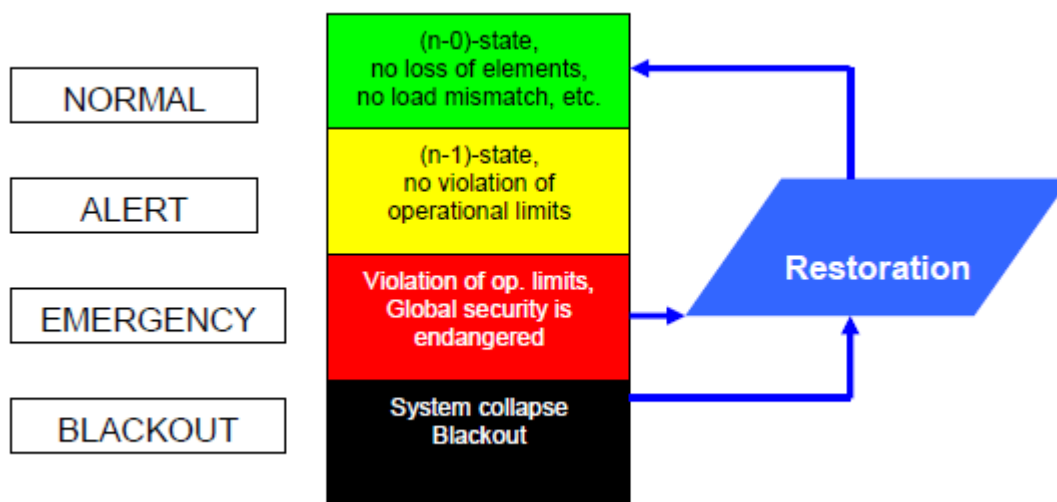 NORMAL
(n-0)-state,
no loss of elements,
no load mismatch, etc.
ALERT
(n-1)-state,
no violation of
operational limits
EMERGENCY
Violation of op. limits,
Global security is
endangered
BLACKOUT
System collapse
Blackout
Restoration